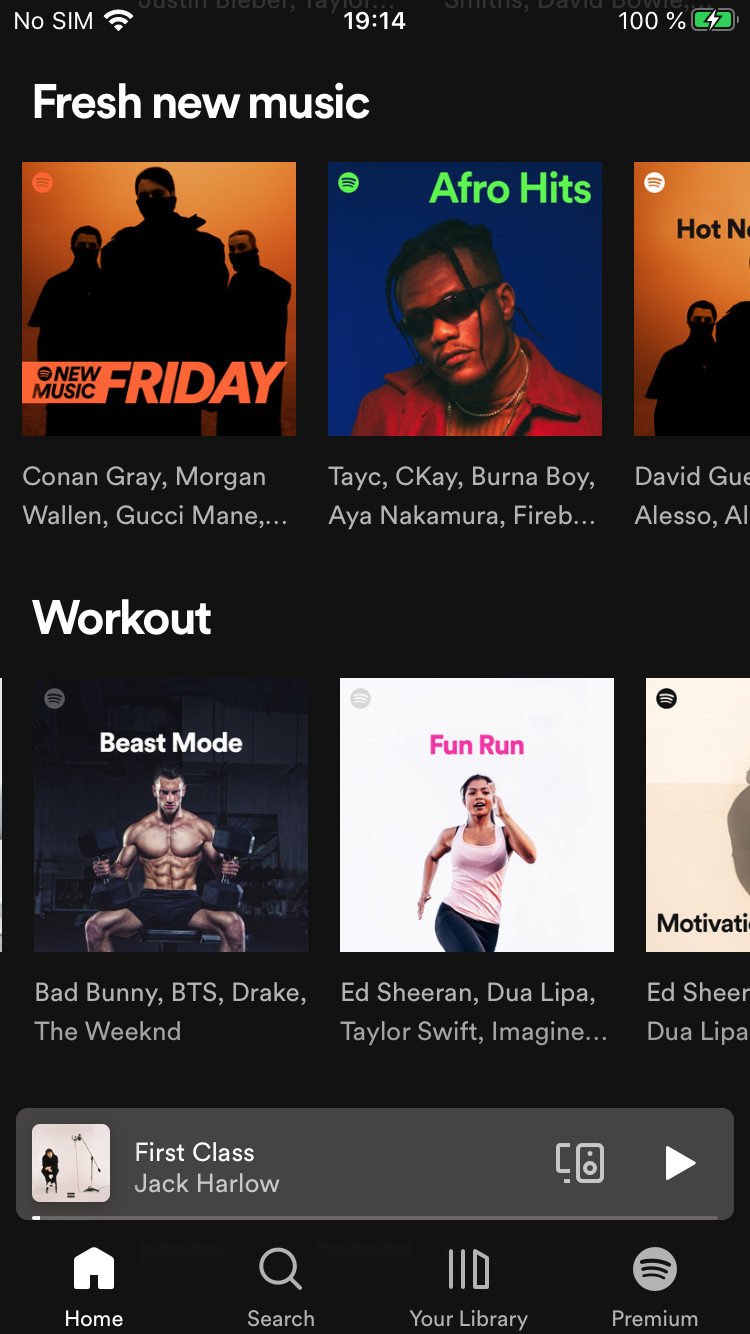 Justin Bieber, Taylor...
Smiths, David Bowie,...
No SIM 19:14 100 %
Fresh new music
NEW MUSIC FRIDAY
Afro Hits
Hot Ne
Conan Gray, Morgan
Wallen, Gucci Mane,...
Tayc, CKay, Burna Boy,
Aya Nakamura, Fireb...
David Gue
Alesso, Al
Workout
Beast Mode
Fun Run
Motivatio
Bad Bunny, BTS, Drake,
The Weeknd
Ed Sheeran, Dua Lipa,
Taylor Swift, Imagine...
Ed Sheer
Dua Lipa
First Class
Jack Harlow
Home
Search
Your Library
Premium